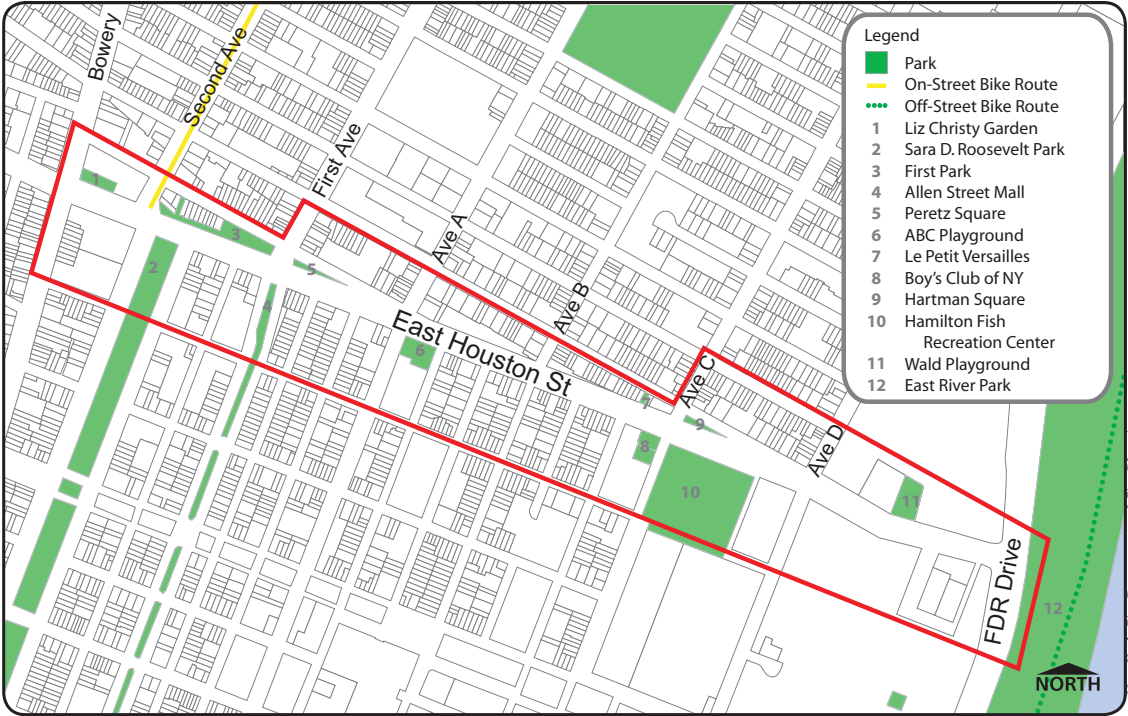 Bowery
Second Ave
First Ave
Ave A
Ave B
Ave C
Ave D
East Houston St
FDR Drive
1
2
3
4
5
6
7
8
9
10
11
12
NORTH
Legend
Park
On-Street Bike Route
Off-Street Bike Route
1 Liz Christy Garden
2 Sara D. Roosevelt Park
3 First Park
4 Allen Street Mall
5 Peretz Square
6 ABC Playground
7 Le Petit Versailles
8 Boy's Club of NY
9 Hartman Square
10 Hamilton Fish
Recreation Center
11 Wald Playground
12 East River Park